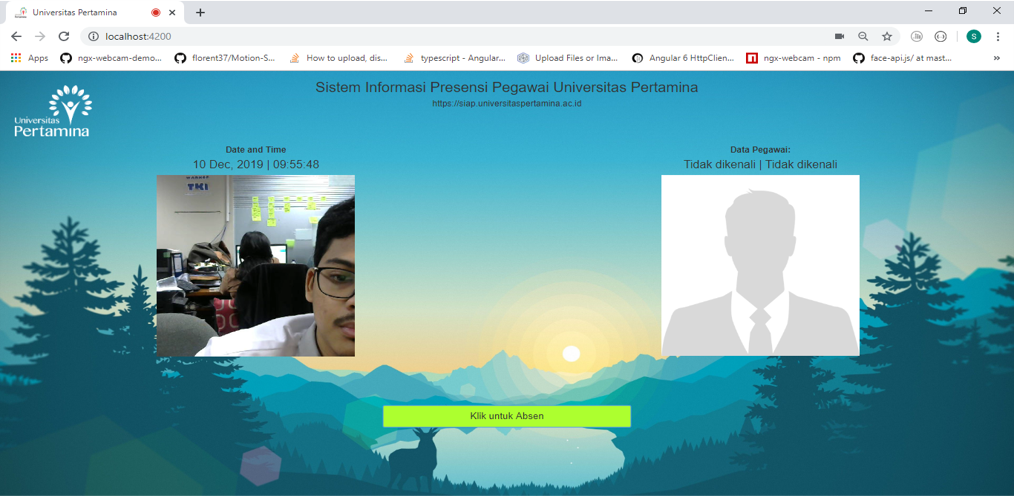 Universitas Pertamina
localhost:4200
S
Apps
ngx-webcam-demo...
florent37/Motion-S...
How to upload, dis...
typescript - Angular...
Upload Files or Ima...
Angular 6 HttpClien...
ngx-webcam - npm
face-api.js/ at mast...
»
Universitas
Pertamina
Sistem Informasi Presensi Pegawai Universitas Pertamina
https://siap.universitaspertamina.ac.id
Date and Time
10 Dec, 2019 | 09:55:48
TKI
Data Pegawai:
Tidak dikenali | Tidak dikenali
Klik untuk Absen